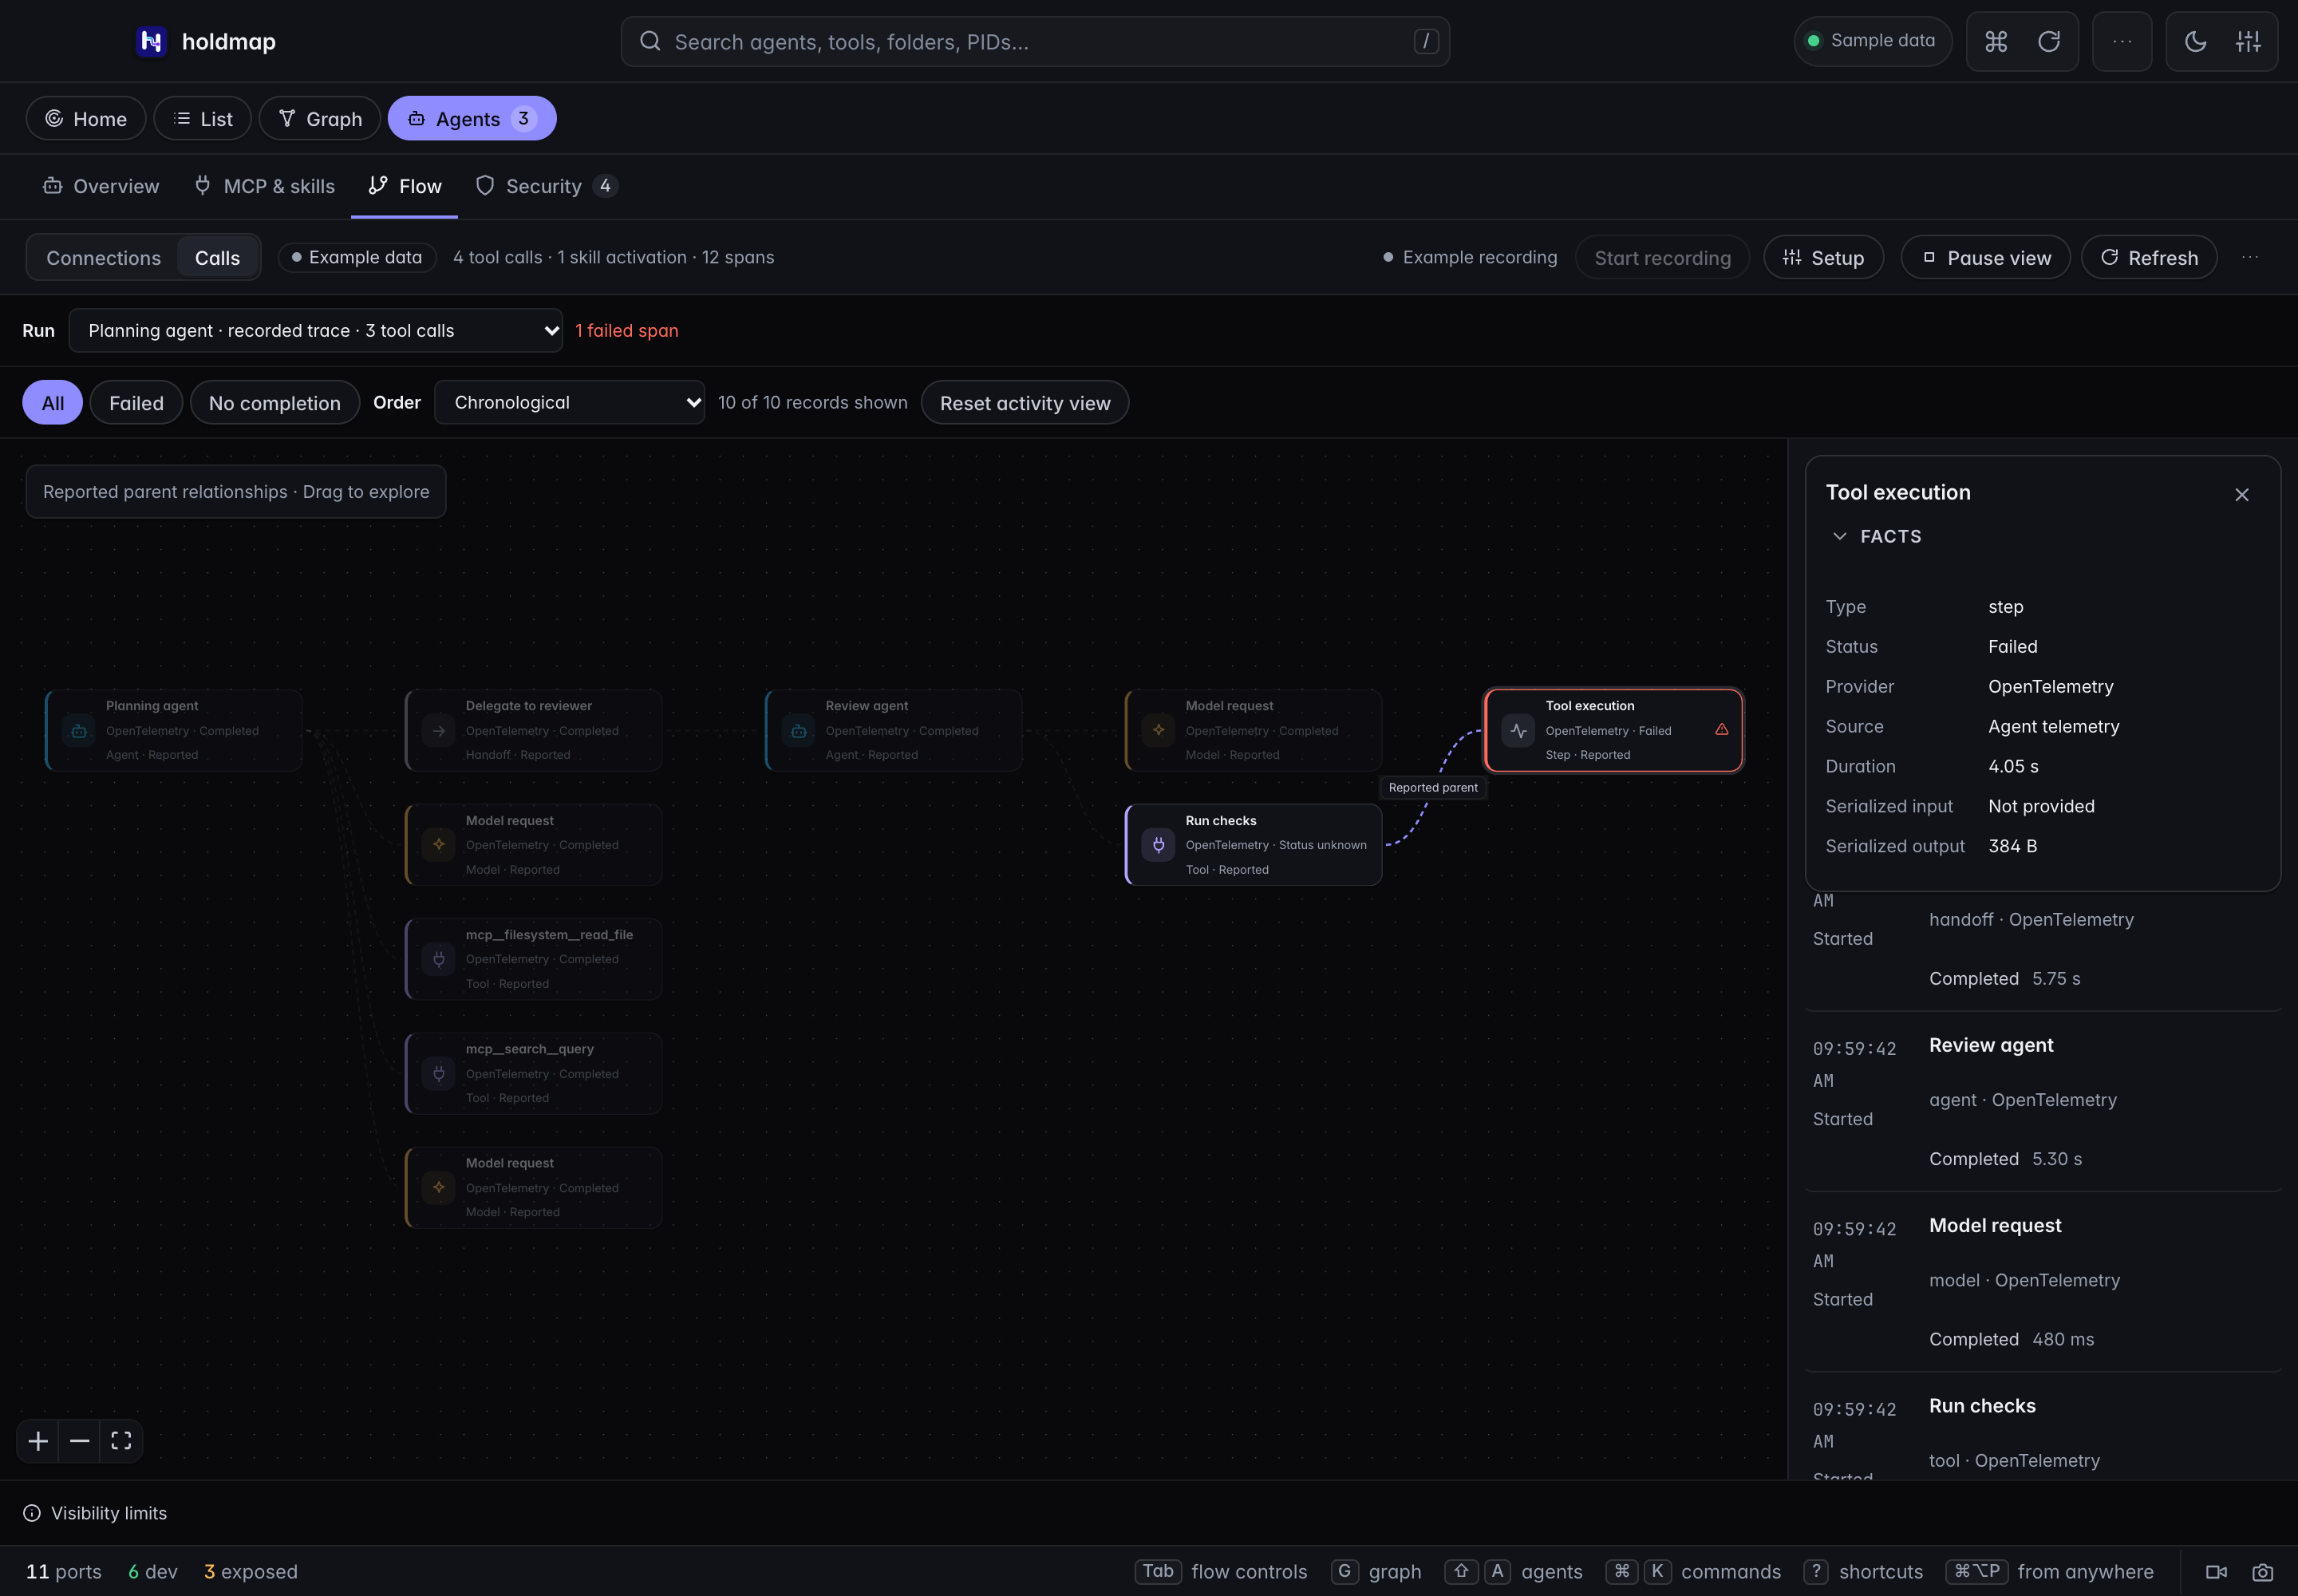 holdmap
Search agents, tools, folders, PIDs...
/
Sample data
Home
List
Graph
Agents 3
Overview
MCP & skills
Flow
Security 4
Connections
Calls
Example data
4 tool calls · 1 skill activation · 12 spans
Example recording
Start recording
Setup
Pause view
Refresh
Run
Planning agent · recorded trace · 3 tool calls
1 failed span
All
Failed
No completion
Order
Chronological
10 of 10 records shown
Reset activity view
Reported parent relationships · Drag to explore
Planning agent
OpenTelemetry · Completed
Agent · Reported
Delegate to reviewer
OpenTelemetry · Completed
Handoff · Reported
Review agent
OpenTelemetry · Completed
Agent · Reported
Model request
OpenTelemetry · Completed
Model · Reported
Tool execution
OpenTelemetry · Failed
Step · Reported
Reported parent
Model request
OpenTelemetry · Completed
Model · Reported
Run checks
OpenTelemetry · Status unknown
Tool · Reported
mcp__filesystem__read_file
OpenTelemetry · Completed
Tool · Reported
mcp__search__query
OpenTelemetry · Completed
Tool · Reported
Model request
OpenTelemetry · Completed
Model · Reported
Tool execution
FACTS
Type step
Status Failed
Provider OpenTelemetry
Source Agent telemetry
Duration 4.05 s
Serialized input Not provided
Serialized output 384 B
AM
Started
handoff · OpenTelemetry
Completed 5.75 s
09:59:42
AM
Started
Review agent
agent · OpenTelemetry
Completed 5.30 s
09:59:42
AM
Started
Model request
model · OpenTelemetry
Completed 480 ms
09:59:42
AM
Started
Run checks
tool · OpenTelemetry
Visibility limits
11 ports
6 dev
3 exposed
Tab flow controls
G graph
⇧ A agents
⌘ K commands
? shortcuts
⌘⌥P from anywhere